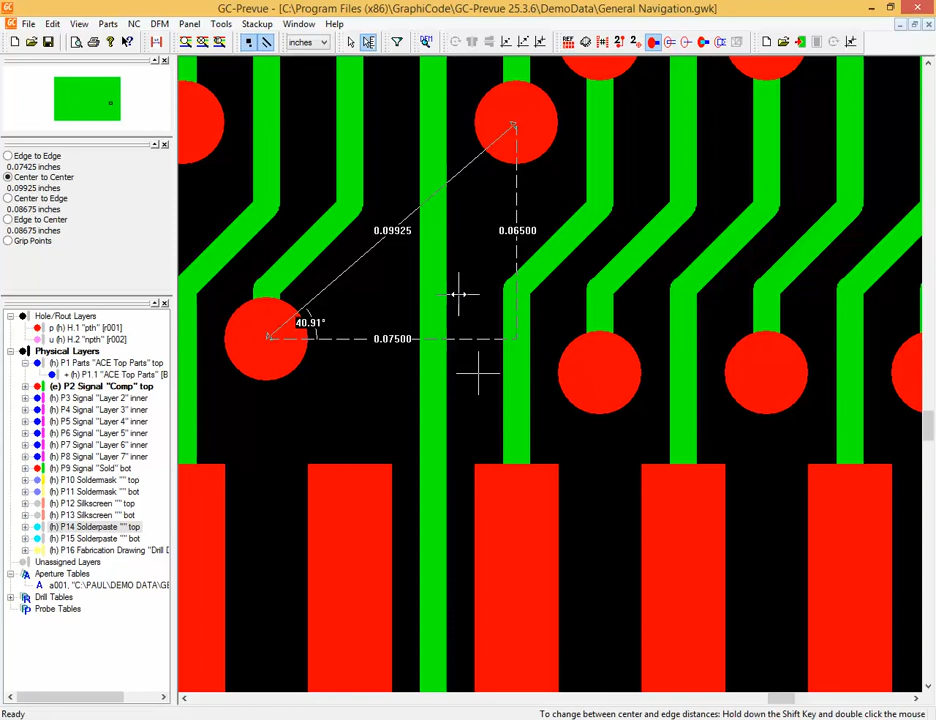 GC-Prevue - [C:\Program Files (x86)\GraphiCode\GC-Prevue 25.3.6\DemoData\General Navigation.gwk]
File Edit View Parts NC DFM Panel Tools Stackup Window Help
inches
Edge to Edge
0.07425 inches
Center to Center
0.09925 inches
Center to Edge
0.08675 inches
Edge to Center
0.08675 inches
Grip Points
Hole/Rout Layers
p (h) H.1 "pth" [r001]
u (h) H.2 "npth" [r002]
Physical Layers
(h) P1 Parts "ACE Top Parts" top
+ (h) P1.1 "ACE Top Parts" [B
(e) P2 Signal "Comp" top
(h) P3 Signal "Layer 2" inner
(h) P4 Signal "Layer 3" inner
(h) P5 Signal "Layer 4" inner
(h) P6 Signal "Layer 5" inner
(h) P7 Signal "Layer 6" inner
(h) P8 Signal "Layer 7" inner
(h) P9 Signal "Sold" bot
(h) P10 Soldermask "" top
(h) P11 Soldermask "" bot
(h) P12 Silkscreen "" top
(h) P13 Silkscreen "" bot
(h) P14 Solderpaste "" top
(h) P15 Solderpaste "" bot
(h) P16 Fabrication Drawing "Drill D
Unassigned Layers
Aperture Tables
A a001, "C:\PAUL\DEMO DATA\GE
Drill Tables
Probe Tables
0.09925
0.06500
40.91°
0.07500
Ready
To change between center and edge distances: Hold down the Shift Key and double click the mouse